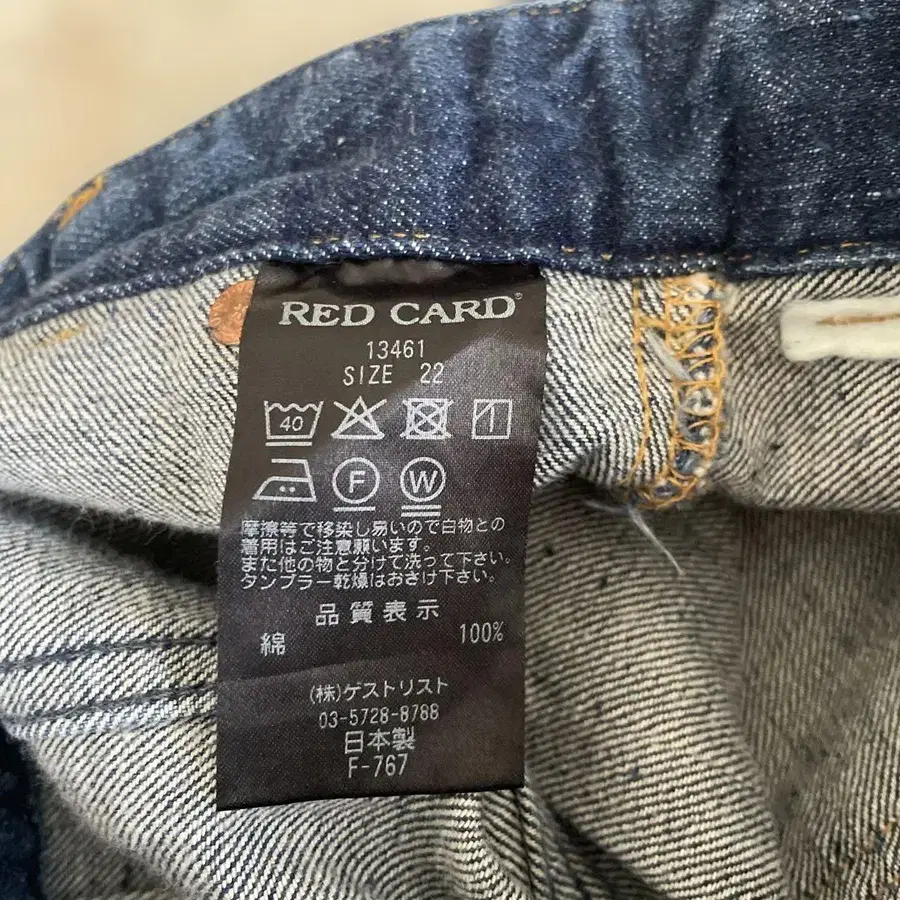 RED CARD®
13461
SIZE 22
40
F W
摩擦等で移染し易いので白物との
着用はご注意願います。
また他の物と分けて洗って下さい。
タンブラー乾燥はおさけ下さい。
品質表示
綿 100%
(株)ゲストリスト
03-5728-8788
日本製
F-767